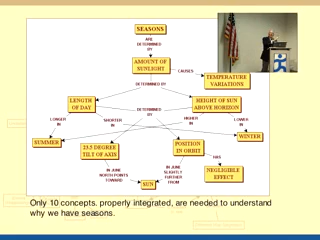 SEASONS
ARE
DETERMINED
BY
AMOUNT OF
SUNLIGHT
CAUSES
TEMPERATURE
VARIATIONS
DETERMINED BY
LENGTH
OF DAY
HEIGHT OF SUN
ABOVE HORIZON
DETERMINED
BY
LONGER
IN
SHORTER
IN
HIGHER
IN
LOWER
IN
SUMMER
23.5 DEGREE
TILT OF AXIS
POSITION
IN ORBIT
WINTER
HAS
NEGLIGIBLE
EFFECT
IN JUNE
NORTH POINTS
TOWARD
IN JUNE
SLIGHTLY
FURTHER
FROM
SUN
Only 10 concepts. properly integrated, are needed to understand
why we have seasons.